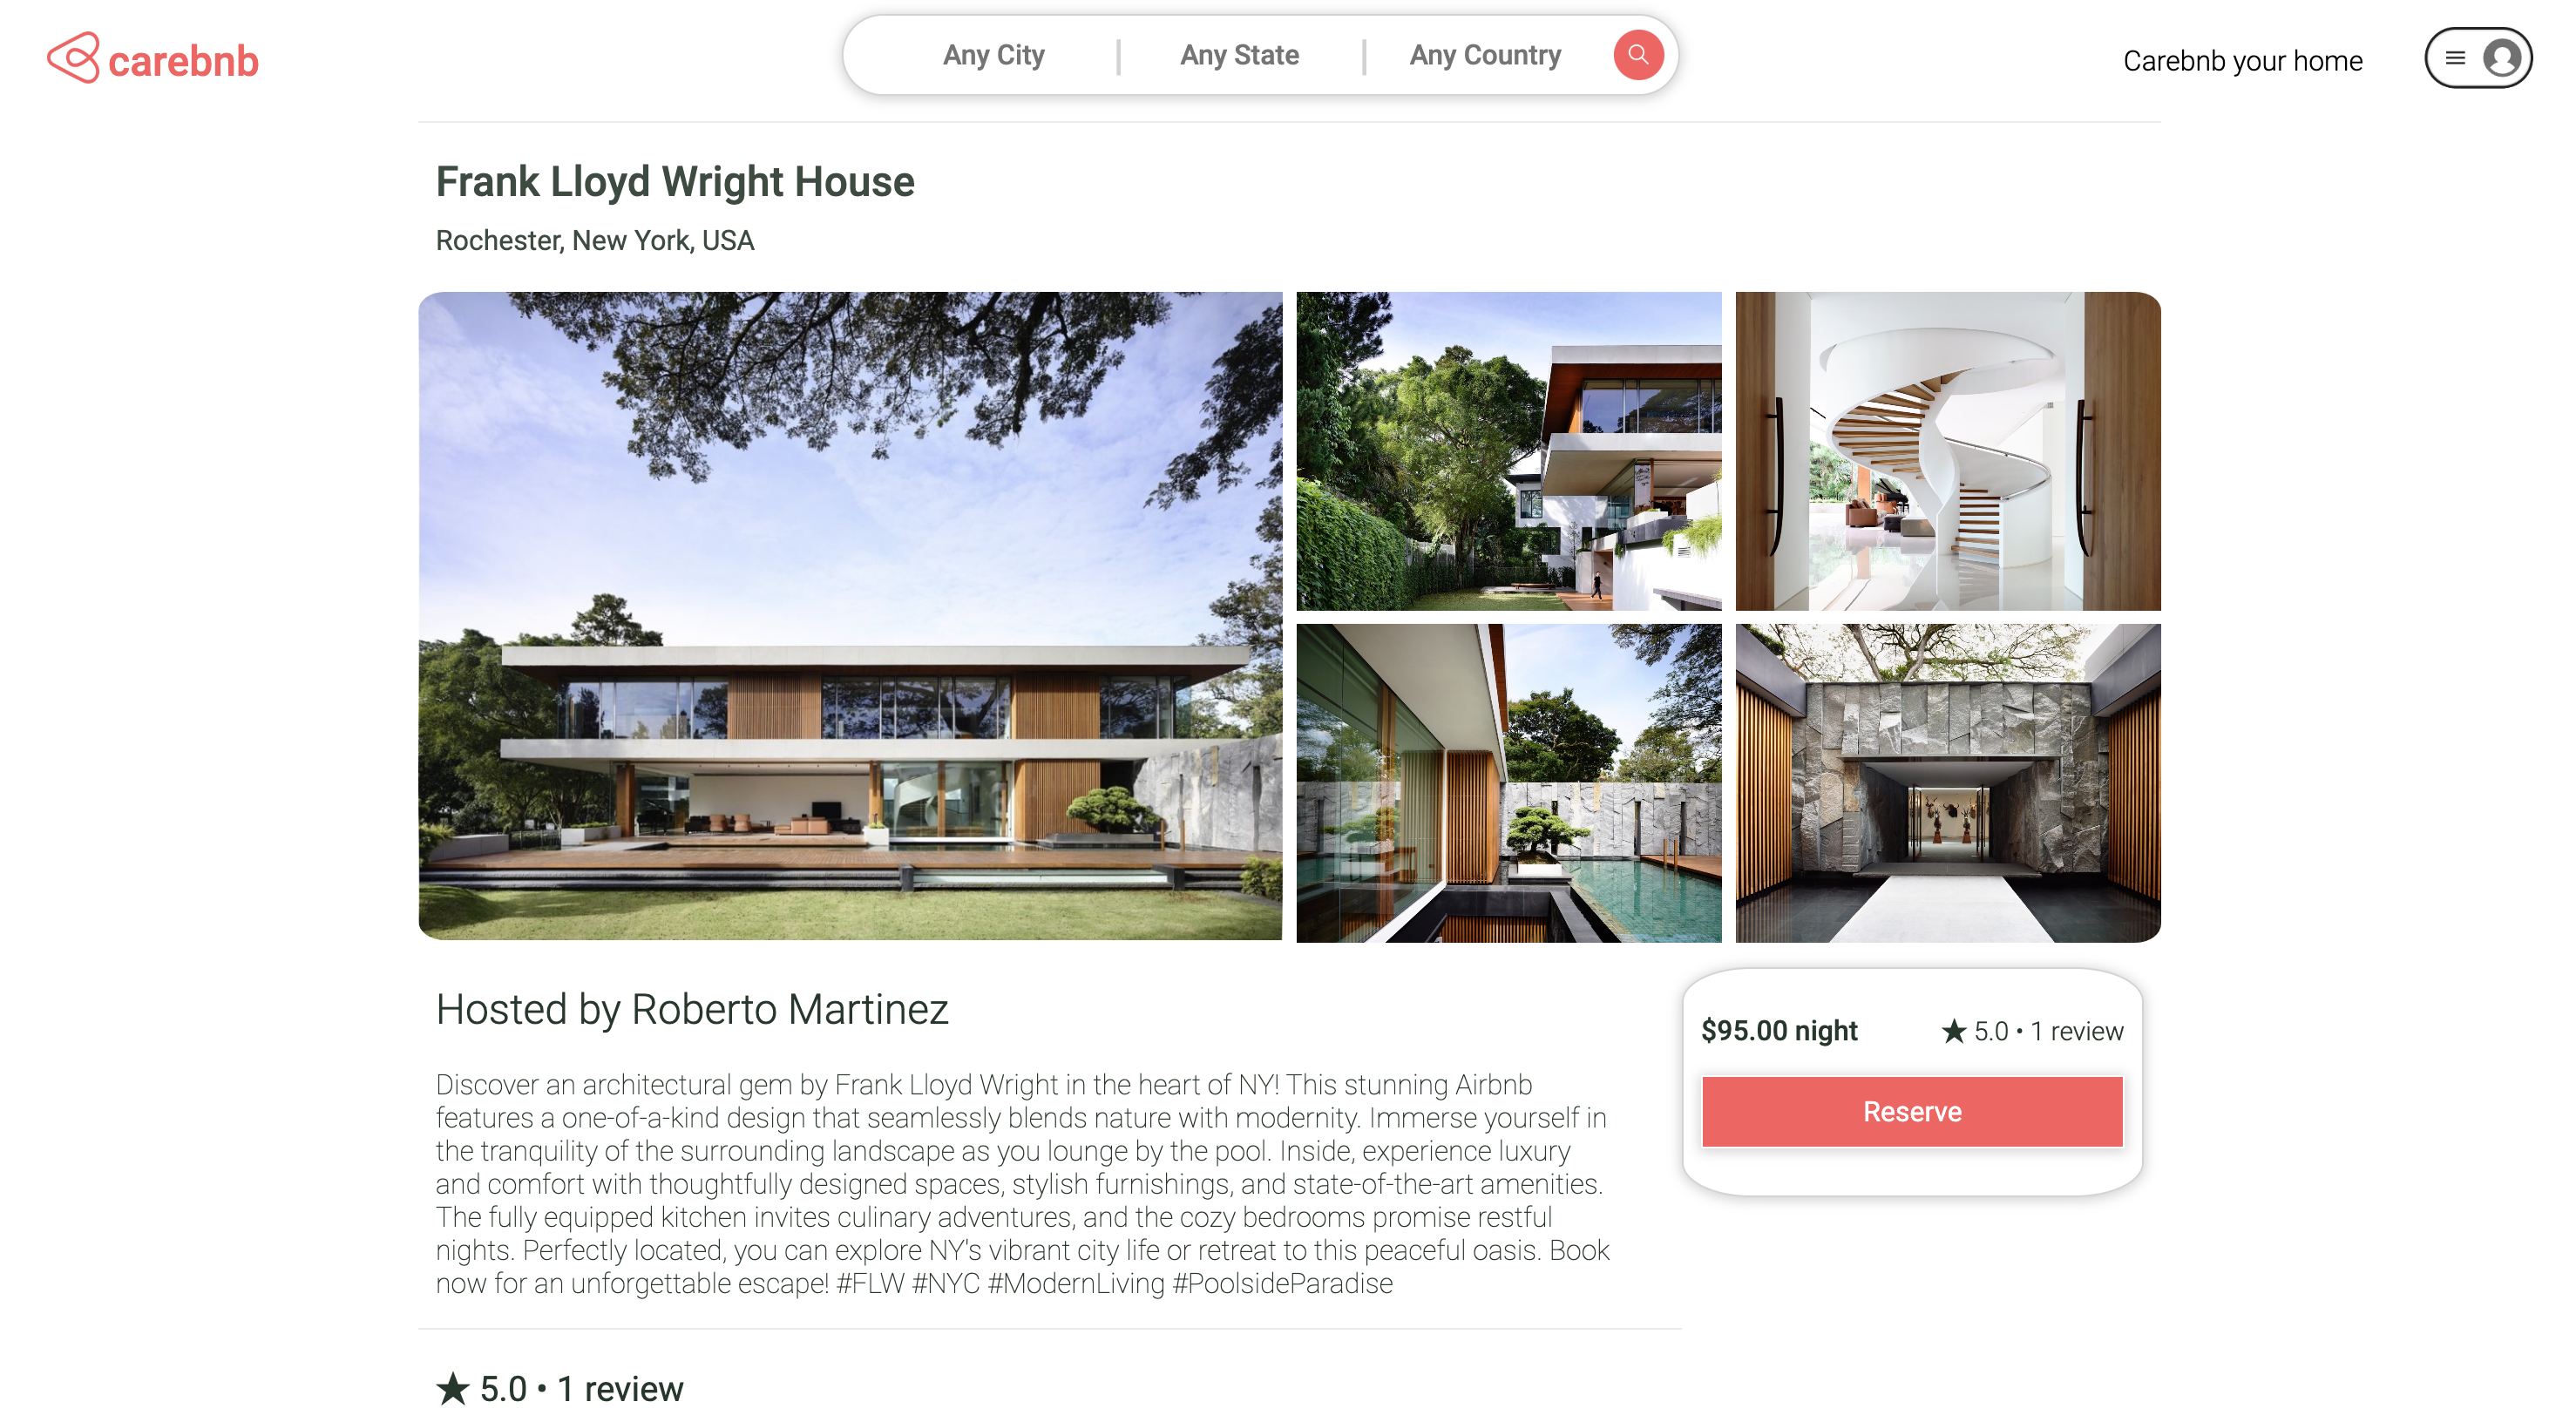 carebnb
Any City
Any State
Any Country
Carebnb your home
Frank Lloyd Wright House
Rochester, New York, USA
Hosted by Roberto Martinez
$95.00 night
★ 5.0 • 1 review
Reserve
Discover an architectural gem by Frank Lloyd Wright in the heart of NY! This stunning Airbnb
features a one-of-a-kind design that seamlessly blends nature with modernity. Immerse yourself in
the tranquility of the surrounding landscape as you lounge by the pool. Inside, experience luxury
and comfort with thoughtfully designed spaces, stylish furnishings, and state-of-the-art amenities.
The fully equipped kitchen invites culinary adventures, and the cozy bedrooms promise restful
nights. Perfectly located, you can explore NY's vibrant city life or retreat to this peaceful oasis. Book
now for an unforgettable escape! #FLW #NYC #ModernLiving #PoolsideParadise
★ 5.0 • 1 review